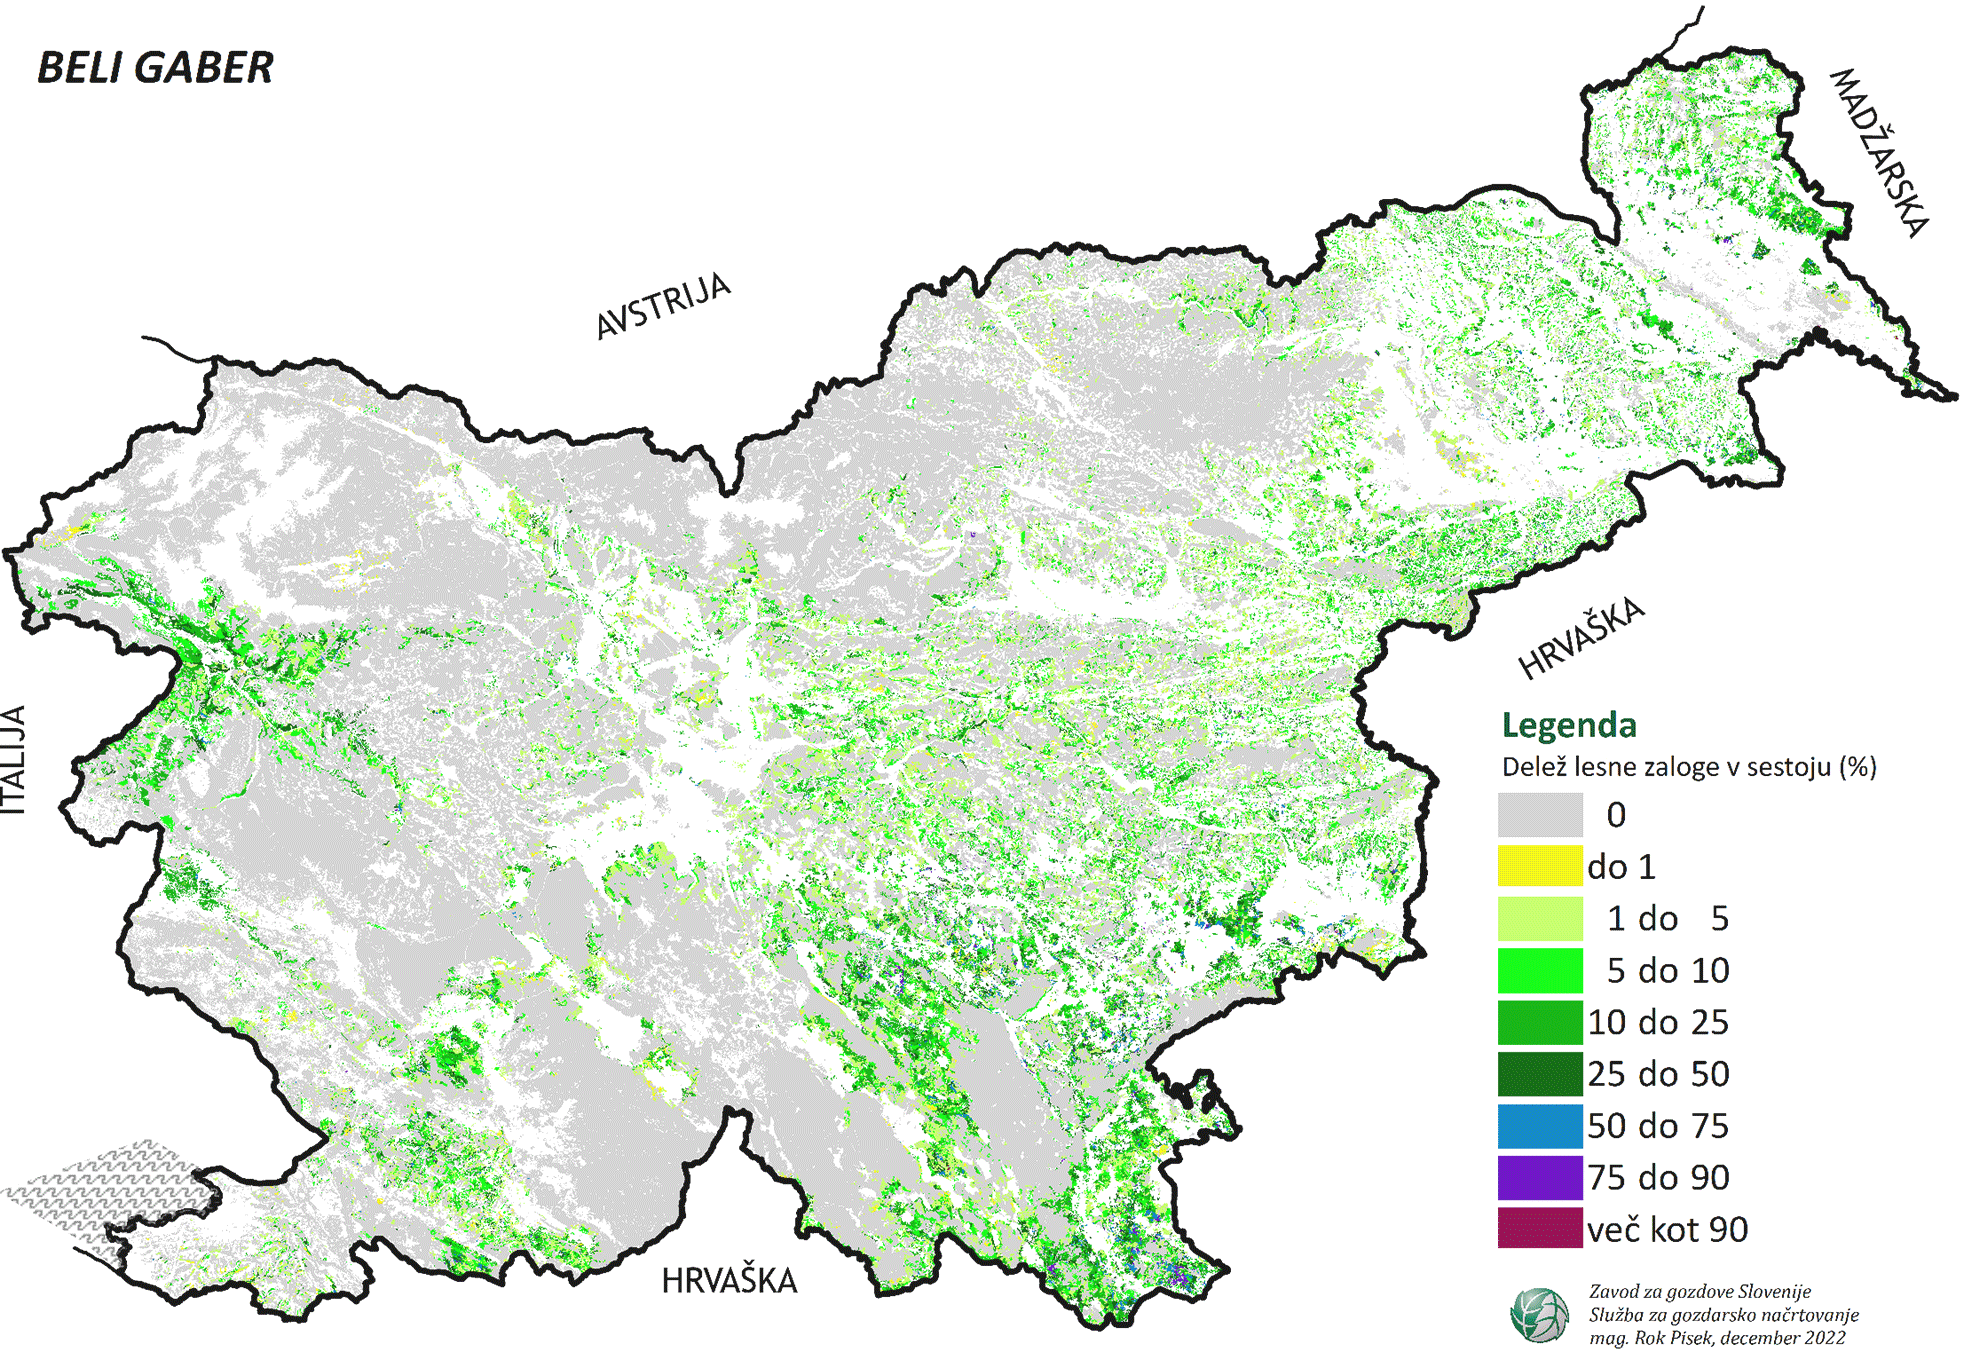 BELI GABER
MADŽARSKA
AVSTRIJA
HRVAŠKA
ITALIJA
HRVAŠKA
Legenda
Delež lesne zaloge v sestoju (%)
0
do 1
1 do 5
5 do 10
10 do 25
25 do 50
50 do 75
75 do 90
več kot 90
Zavod za gozdove Slovenije
Služba za gozdarsko načrtovanje
mag. Rok Pisek, december 2022